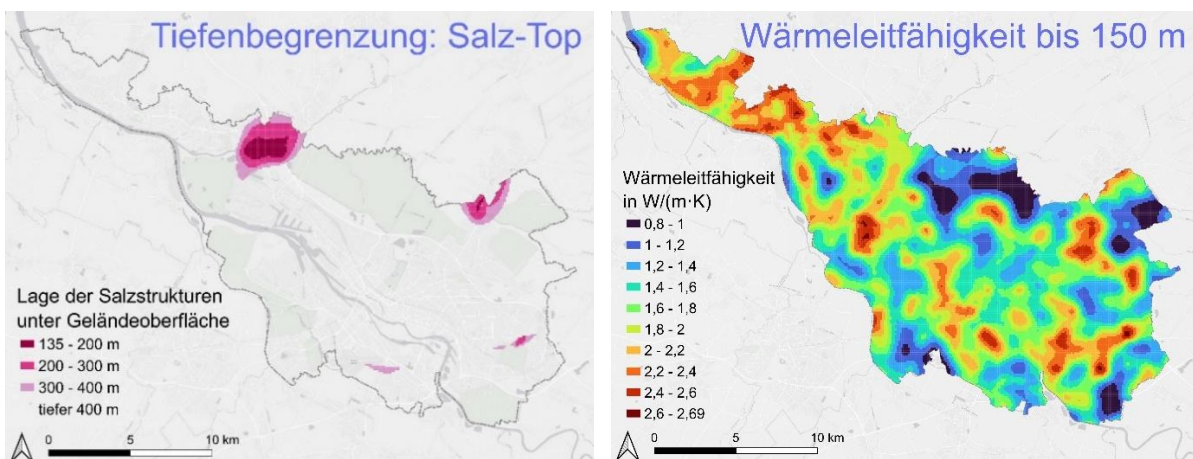 Tiefenbegrenzung: Salz-Top
Lage der Salzstrukturen
unter Geländeoberfläche
135 - 200 m
200 - 300 m
300 - 400 m
tiefer 400 m
0 5 10 km
Wärmeleitfähigkeit bis 150 m
Wärmeleitfähigkeit
in W/(m·K)
0,8 - 1
1 - 1,2
1,2 - 1,4
1,4 - 1,6
1,6 - 1,8
1,8 - 2
2 - 2,2
2,2 - 2,4
2,4 - 2,6
2,6 - 2,69
0 5 10 km